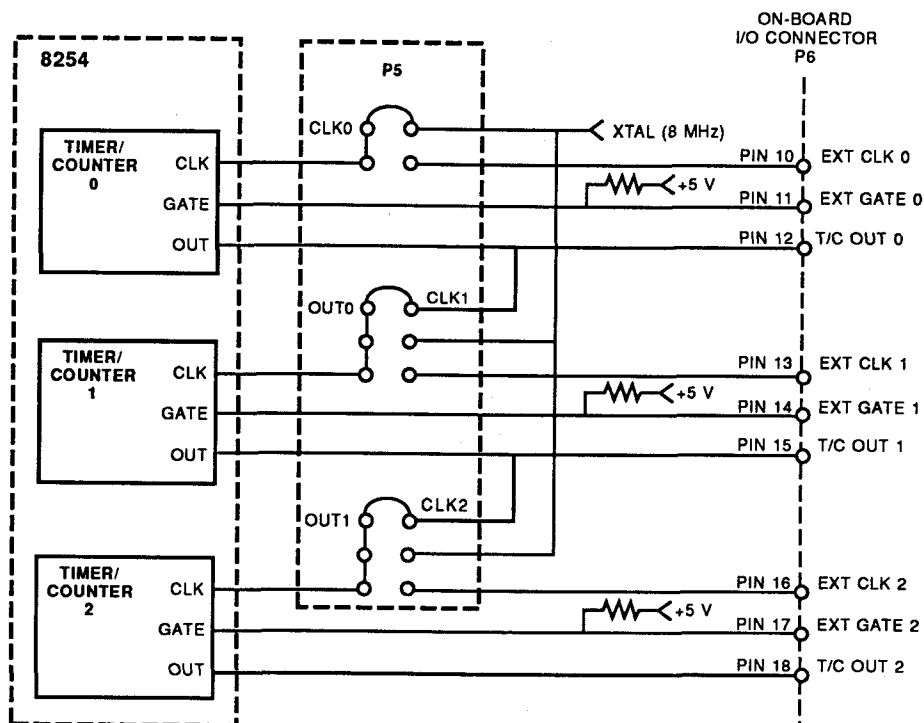 ON-BOARD
I/O CONNECTOR
P6
8254
P5
TIMER/
COUNTER
0
CLK
GATE
OUT
CLK0
XTAL (8 MHz)
PIN 10
EXT CLK 0
+5 V
PIN 11
EXT GATE 0
PIN 12
T/C OUT 0
OUT0
CLK1
TIMER/
COUNTER
1
CLK
GATE
OUT
PIN 13
EXT CLK 1
+5 V
PIN 14
EXT GATE 1
PIN 15
T/C OUT 1
OUT1
CLK2
TIMER/
COUNTER
2
CLK
GATE
OUT
PIN 16
EXT CLK 2
+5 V
PIN 17
EXT GATE 2
PIN 18
T/C OUT 2